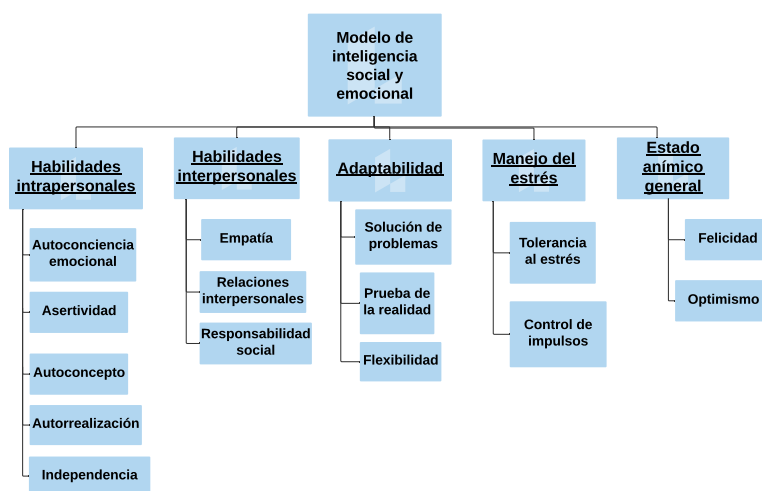 Modelo de
inteligencia
social y
emocional
Habilidades
intrapersonales
Autoconciencia
emocional
Asertividad
Autoconcepto
Autorrealización
Independencia
Habilidades
interpersonales
Empatía
Relaciones
interpersonales
Responsabilidad
social
Adaptabilidad
Solución de
problemas
Prueba de
la realidad
Flexibilidad
Manejo del
estrés
Tolerancia
al estrés
Control de
impulsos
Estado
anímico
general
Felicidad
Optimismo